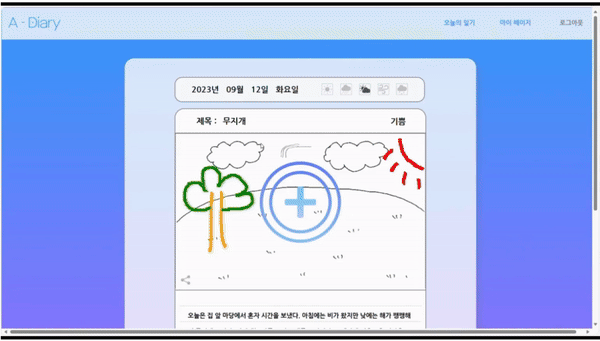 A - Diary
오늘의 일기 마이 페이지 로그아웃
2023년 09월 12일 화요일
제목 : 무지개 기쁨
오늘은 집 앞 마당에서 혼자 시간을 보냈다. 아침에는 비가 왔지만 낮에는 해가 쨍쨍해